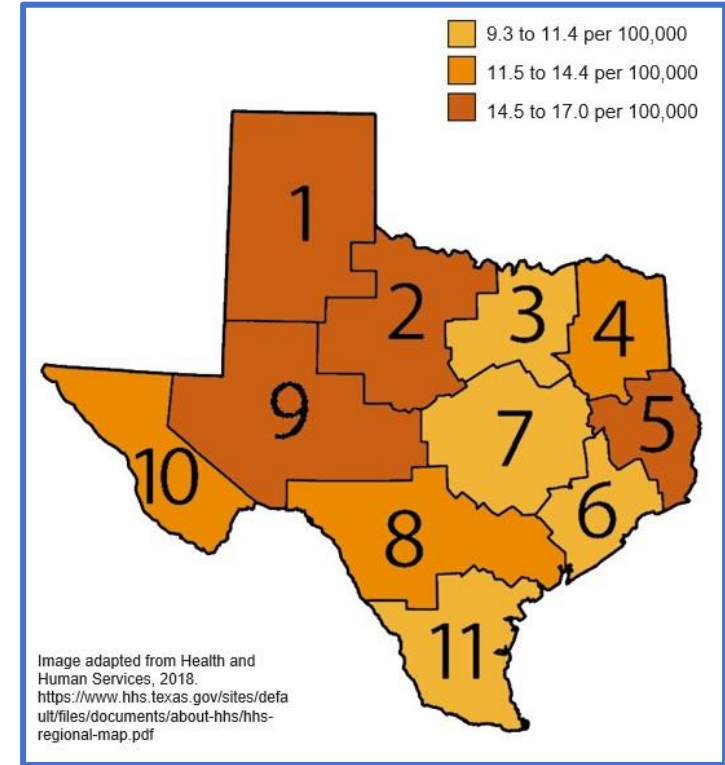 9.3 to 11.4 per 100,000
11.5 to 14.4 per 100,000
14.5 to 17.0 per 100,000
1
2
3
4
5
6
7
8
9
10
11
Image adapted from Health and
Human Services, 2018.
https://www.hhs.texas.gov/sites/defa
ult/files/documents/about-hhs/hhs-
regional-map.pdf